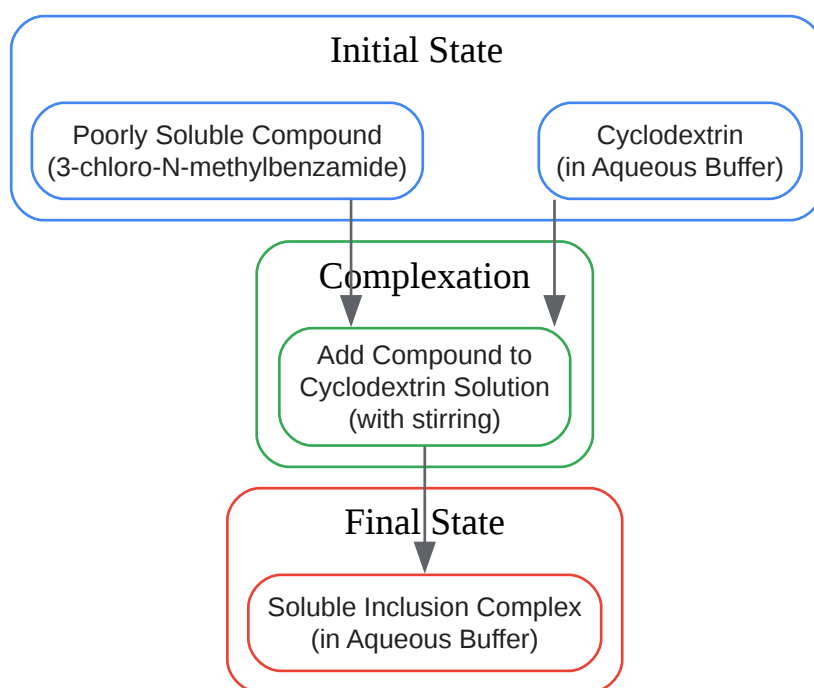 Initial State
Poorly Soluble Compound
(3-chloro-N-methylbenzamide)
Cyclodextrin
(in Aqueous Buffer)
Complexation
Add Compound to
Cyclodextrin Solution
(with stirring)
Final State
Soluble Inclusion Complex
(in Aqueous Buffer)